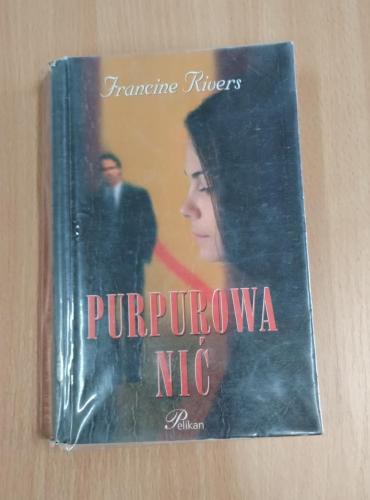 Francine Rivers
PURPUROWA
NIĆ
Pelikan